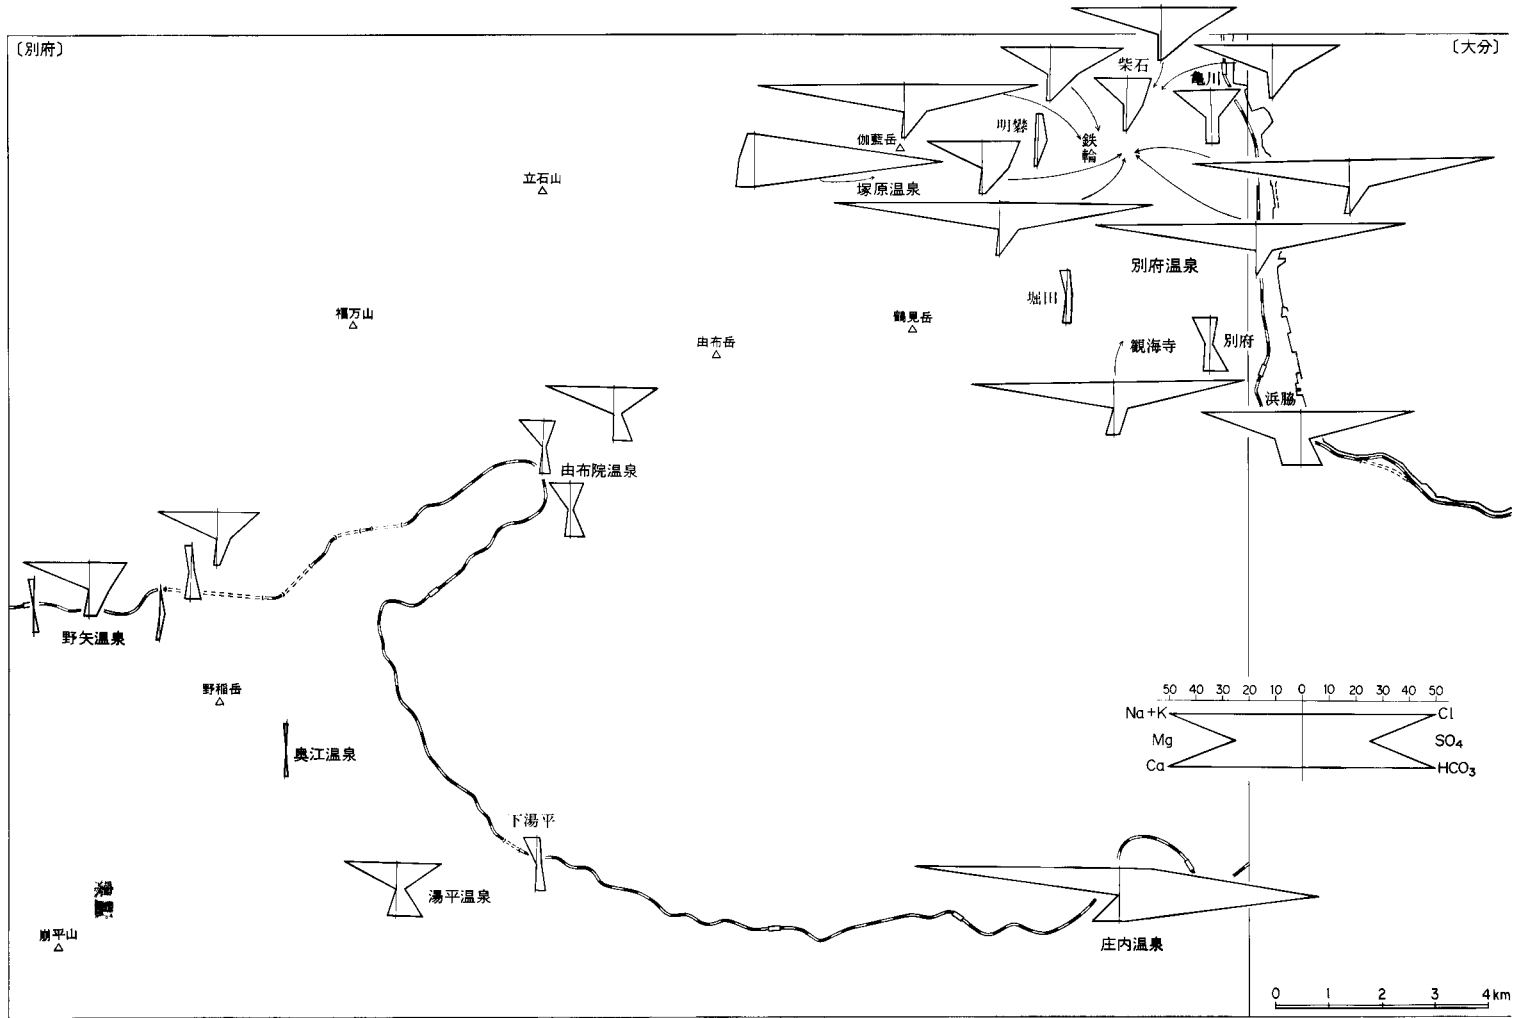 〔別府〕
〔大分〕
柴石
亀川
伽藍岳
明礬
鉄輪
立石山
塚原温泉
別府温泉
堀田
福万山
由布岳
鶴見岳
観海寺
別府
浜脇
由布院温泉
野矢温泉
野稲岳
奥江温泉
50 40 30 20 10 0 10 20 30 40 50
Na+K
Cl
Mg
SO₄
Ca
HCO₃
下湯平
湯平温泉
崩平山
庄内温泉
0 1 2 3 4km